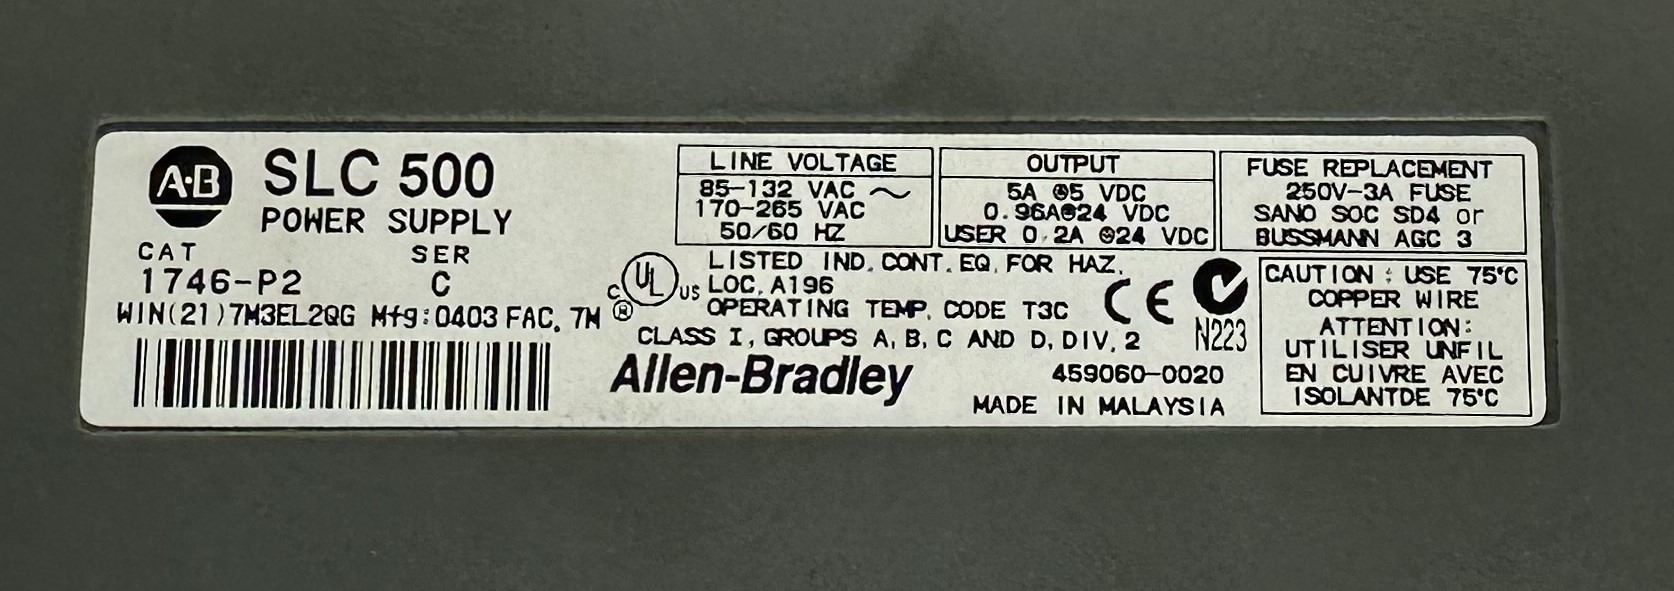 A·B
SLC 500
POWER SUPPLY
CAT SER
1746-P2 C
WIN(21)7M3EL2QG Mfg:0403 FAC. 7M
LINE VOLTAGE
85-132 VAC ~
170-265 VAC
50/60 HZ
OUTPUT
5A @5 VDC
0.96A@24 VDC
USER 0.2A @24 VDC
FUSE REPLACEMENT
250V-3A FUSE
SANO SOC SD4 or
BUSSMANN AGC 3
C UL US ®
LISTED IND. CONT. EQ. FOR HAZ.
LOC. A196
OPERATING TEMP. CODE T3C
CLASS I, GROUPS A, B, C AND D, DIV. 2
CE
N223
Allen-Bradley
459060-0020
MADE IN MALAYSIA
CAUTION : USE 75°C
COPPER WIRE
ATTENTION:
UTILISER UNFIL
EN CUIVRE AVEC
ISOLANTDE 75°C